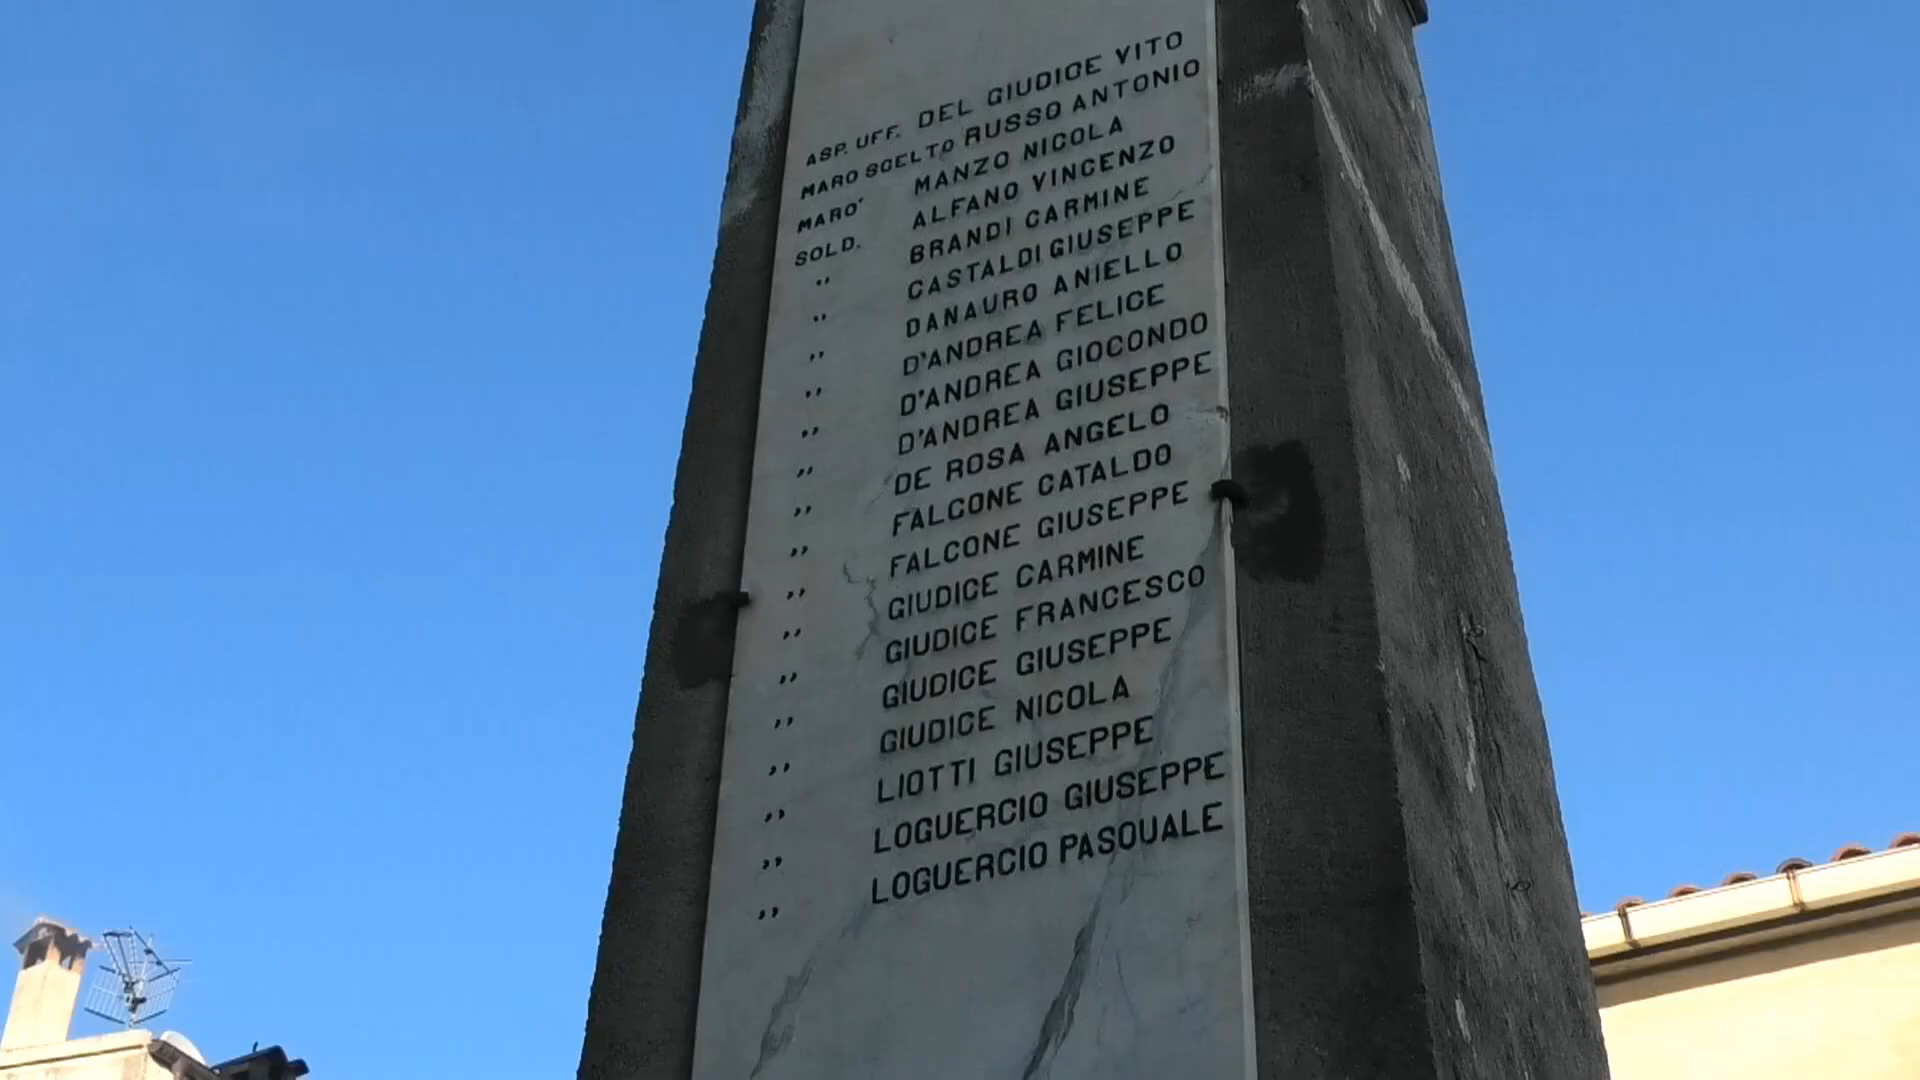 ASP. UFF. DEL GIUDICE VITO
MARO SCELTO RUSSO ANTONIO
MARO' MANZO NICOLA
SOLD. ALFANO VINCENZO
,, BRANDI CARMINE
,, CASTALDI GIUSEPPE
,, DANAURO ANIELLO
,, D'ANDREA FELICE
,, D'ANDREA GIOCONDO
,, D'ANDREA GIUSEPPE
,, DE ROSA ANGELO
,, FALCONE CATALDO
,, FALCONE GIUSEPPE
,, GIUDICE CARMINE
,, GIUDICE FRANCESCO
,, GIUDICE GIUSEPPE
,, GIUDICE NICOLA
,, LIOTTI GIUSEPPE
,, LOGUERCIO GIUSEPPE
,, LOGUERCIO PASQUALE